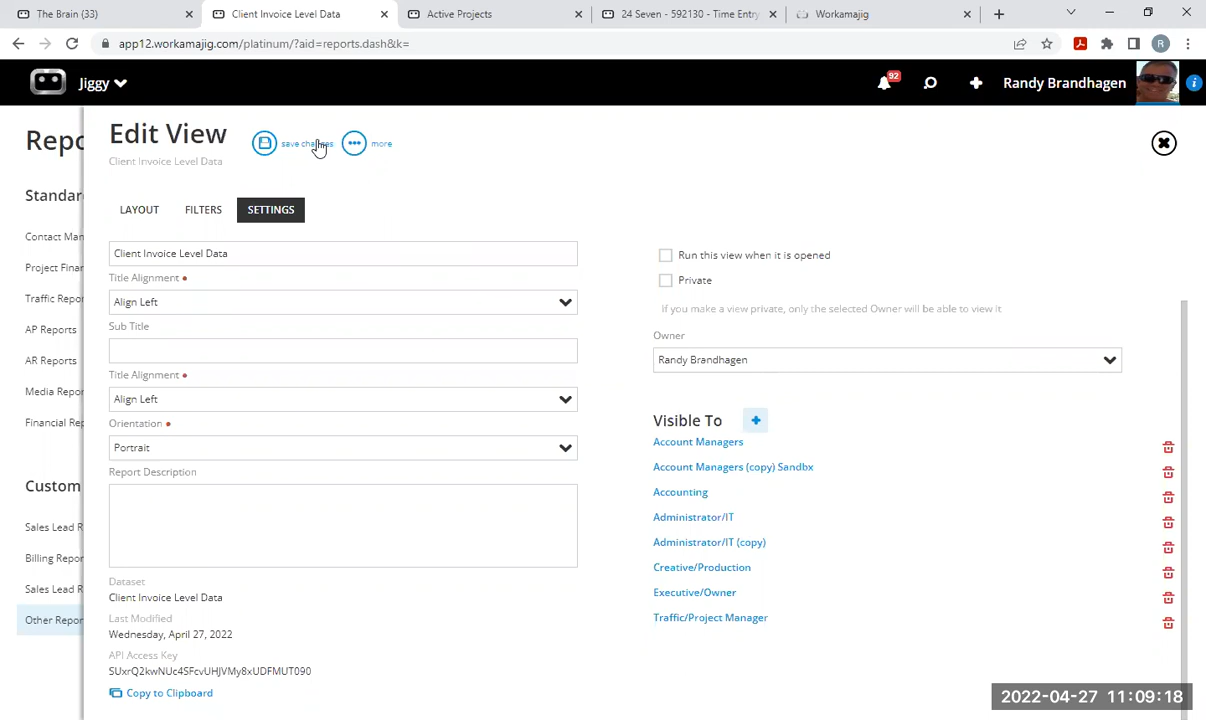 The Brain (33)
Client Invoice Level Data
Active Projects
24 Seven - 592130 - Time Entry
Workamajig
app12.workamajig.com/platinum/?aid=reports.dash&k=
R
Jiggy
92
Randy Brandhagen
i
Repo
Edit View
save changes
more
Client Invoice Level Data
Standar
LAYOUT
FILTERS
SETTINGS
Contact Man
Project Finan
Traffic Repor
AP Reports
AR Reports
Media Repor
Financial Rep
Custom
Sales Lead R
Billing Repor
Sales Lead R
Other Repor
Client Invoice Level Data
Title Alignment
Align Left
Sub Title
Title Alignment
Align Left
Orientation
Portrait
Report Description
Dataset
Client Invoice Level Data
Last Modified
Wednesday, April 27, 2022
API Access Key
SUxrQ2kwNUc4SFcvUHJVMy8xUDFMUT090
Copy to Clipboard
Run this view when it is opened
Private
if you make a view private, only the selected Owner will be able to view it
Owner
Randy Brandhagen
Visible To
Account Managers
Account Managers (copy) Sandbx
Accounting
Administrator/IT
Administrator/IT (copy)
Creative/Production
Executive/Owner
Traffic/Project Manager
2022-04-27 11:09:18